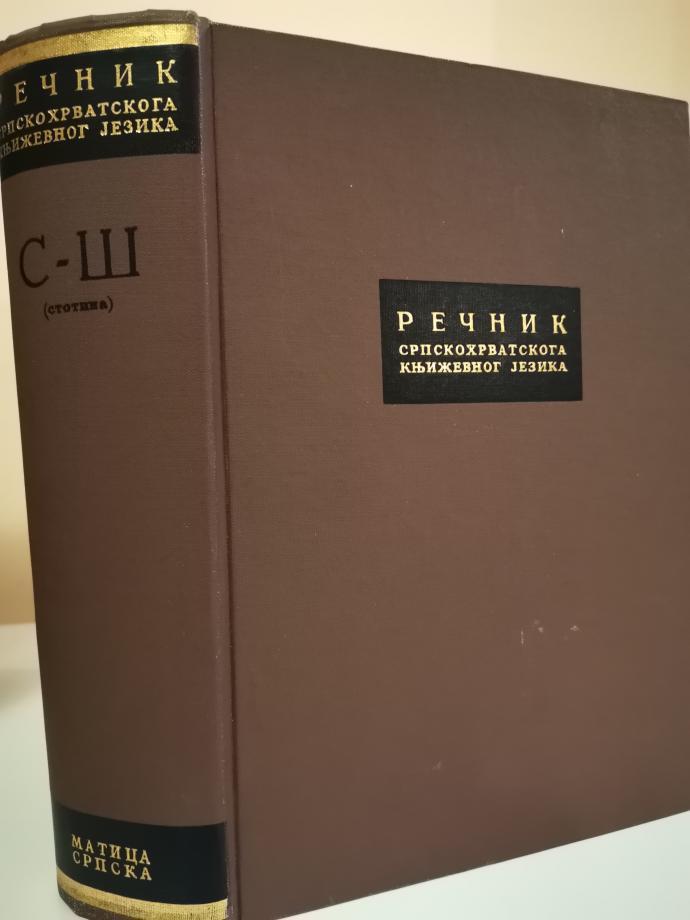 РЕЧНИК
СРПСКОХРВАТСКОГА
КЊИЖЕВНОГ ЈЕЗИКА
С-Ш
(стотина)
МАТИЦА
СРПСКА
РЕЧНИК
СРПСКОХРВАТСКОГА
КЊИЖЕВНОГ ЈЕЗИКА